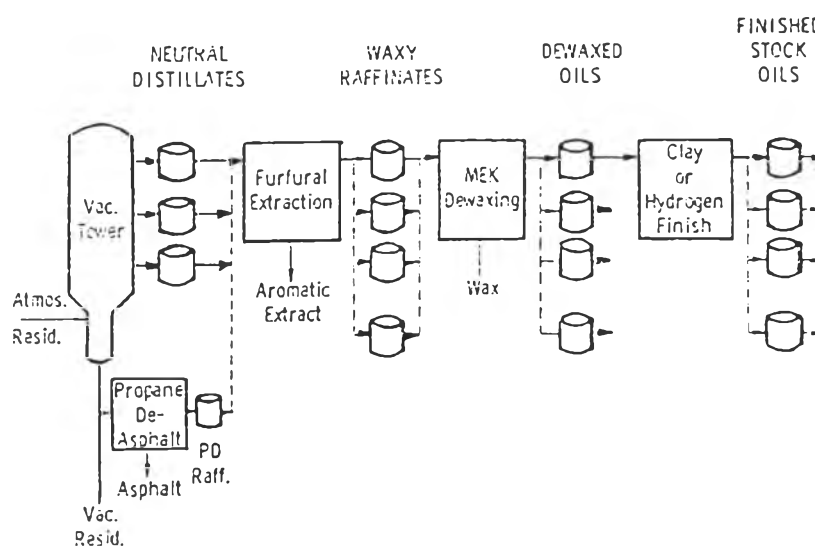 NEUTRAL
DISTILLATES
WAXY
RAFFINATES
DEWAXED
OILS
FINISHED
STOCK
OILS
Vac.
Tower
Furfural
Extraction
MEK
Dewaxing
Clay
or
Hydrogen
Finish
Aromatic
Extract
Wax
Atmos.
Resid.
Propane
De-
Asphalt
PD
Raff.
Asphalt
Vac.
Resid.